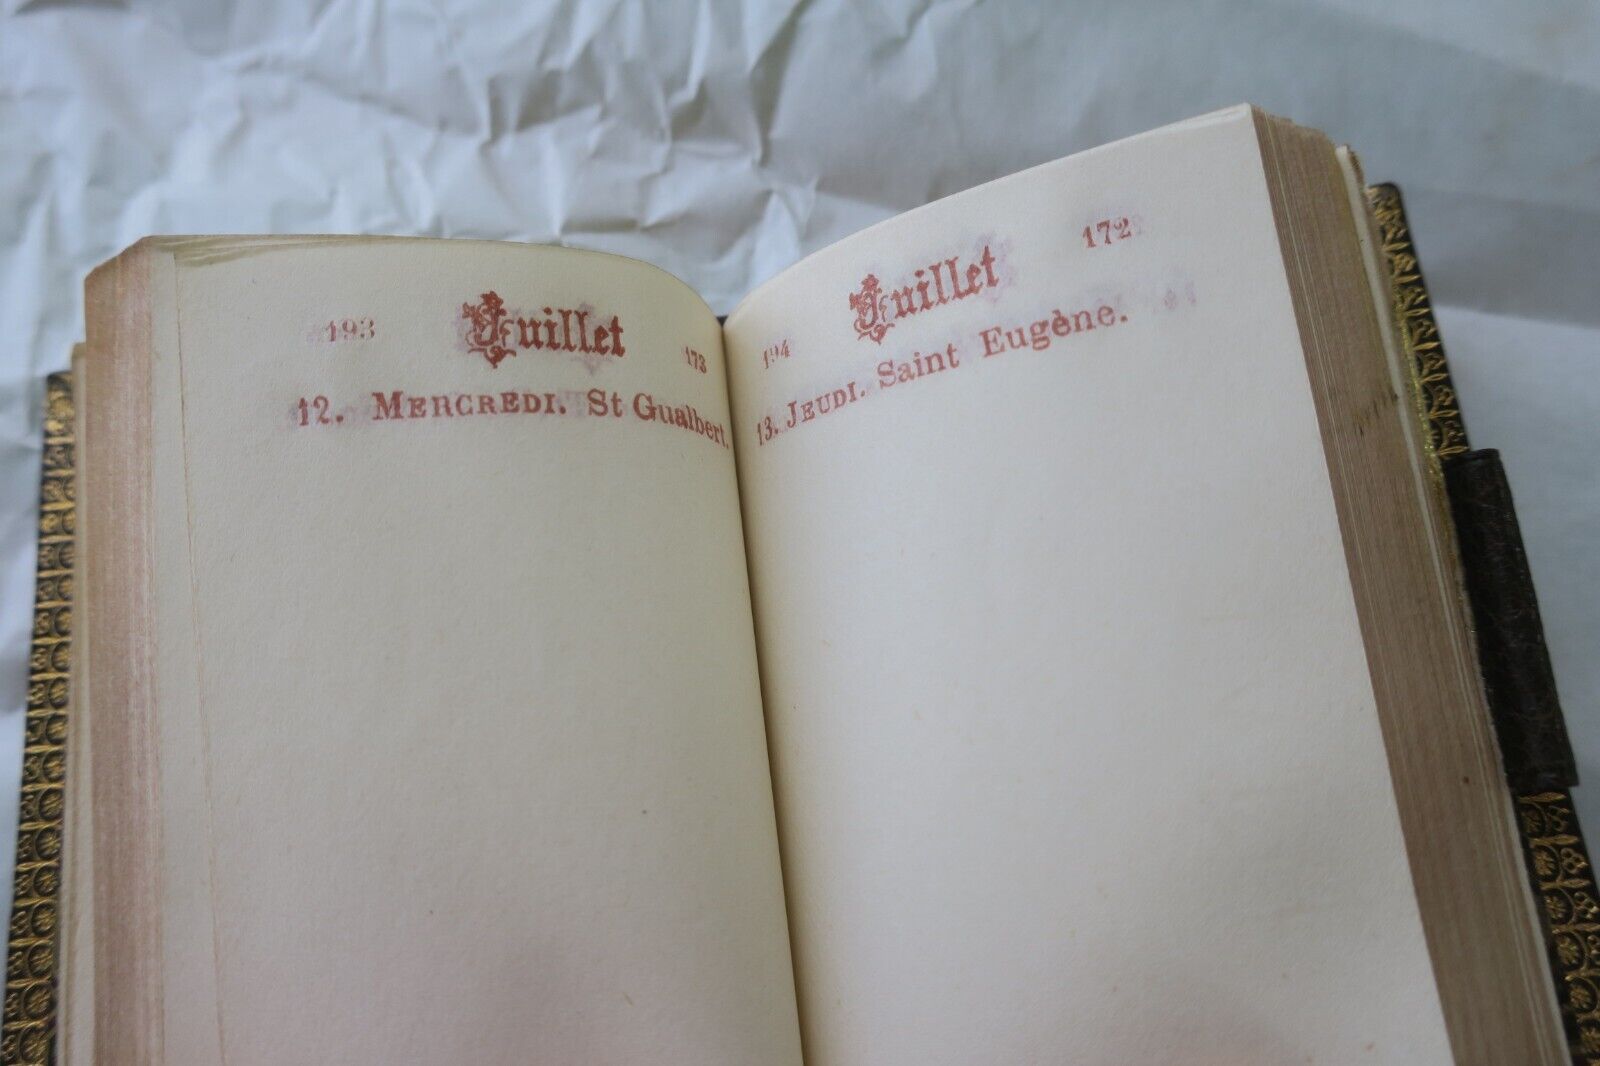 193 Juillet 173
12. MERCREDI. St Gualbert.
194 Juillet 172
13. JEUDI. Saint Eugène.